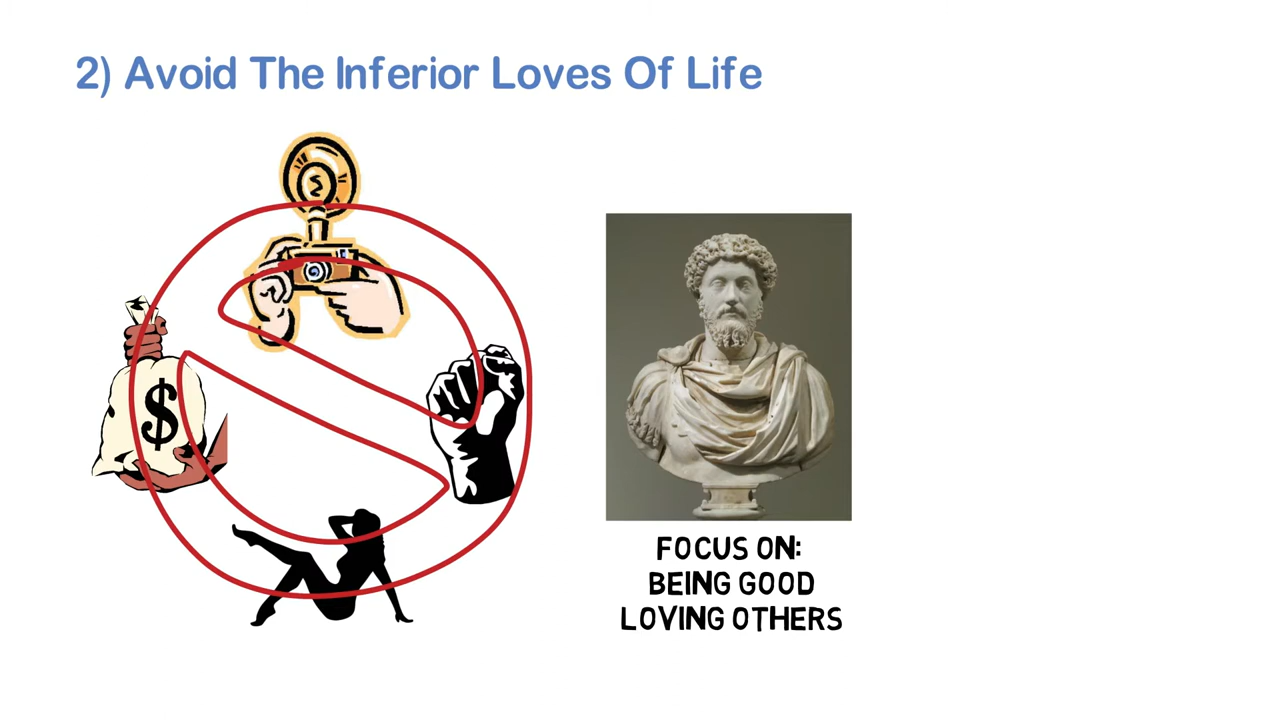 2) Avoid The Inferior Loves Of Life
$
FOCUS ON:
BEING GOOD
LOVING OTHERS